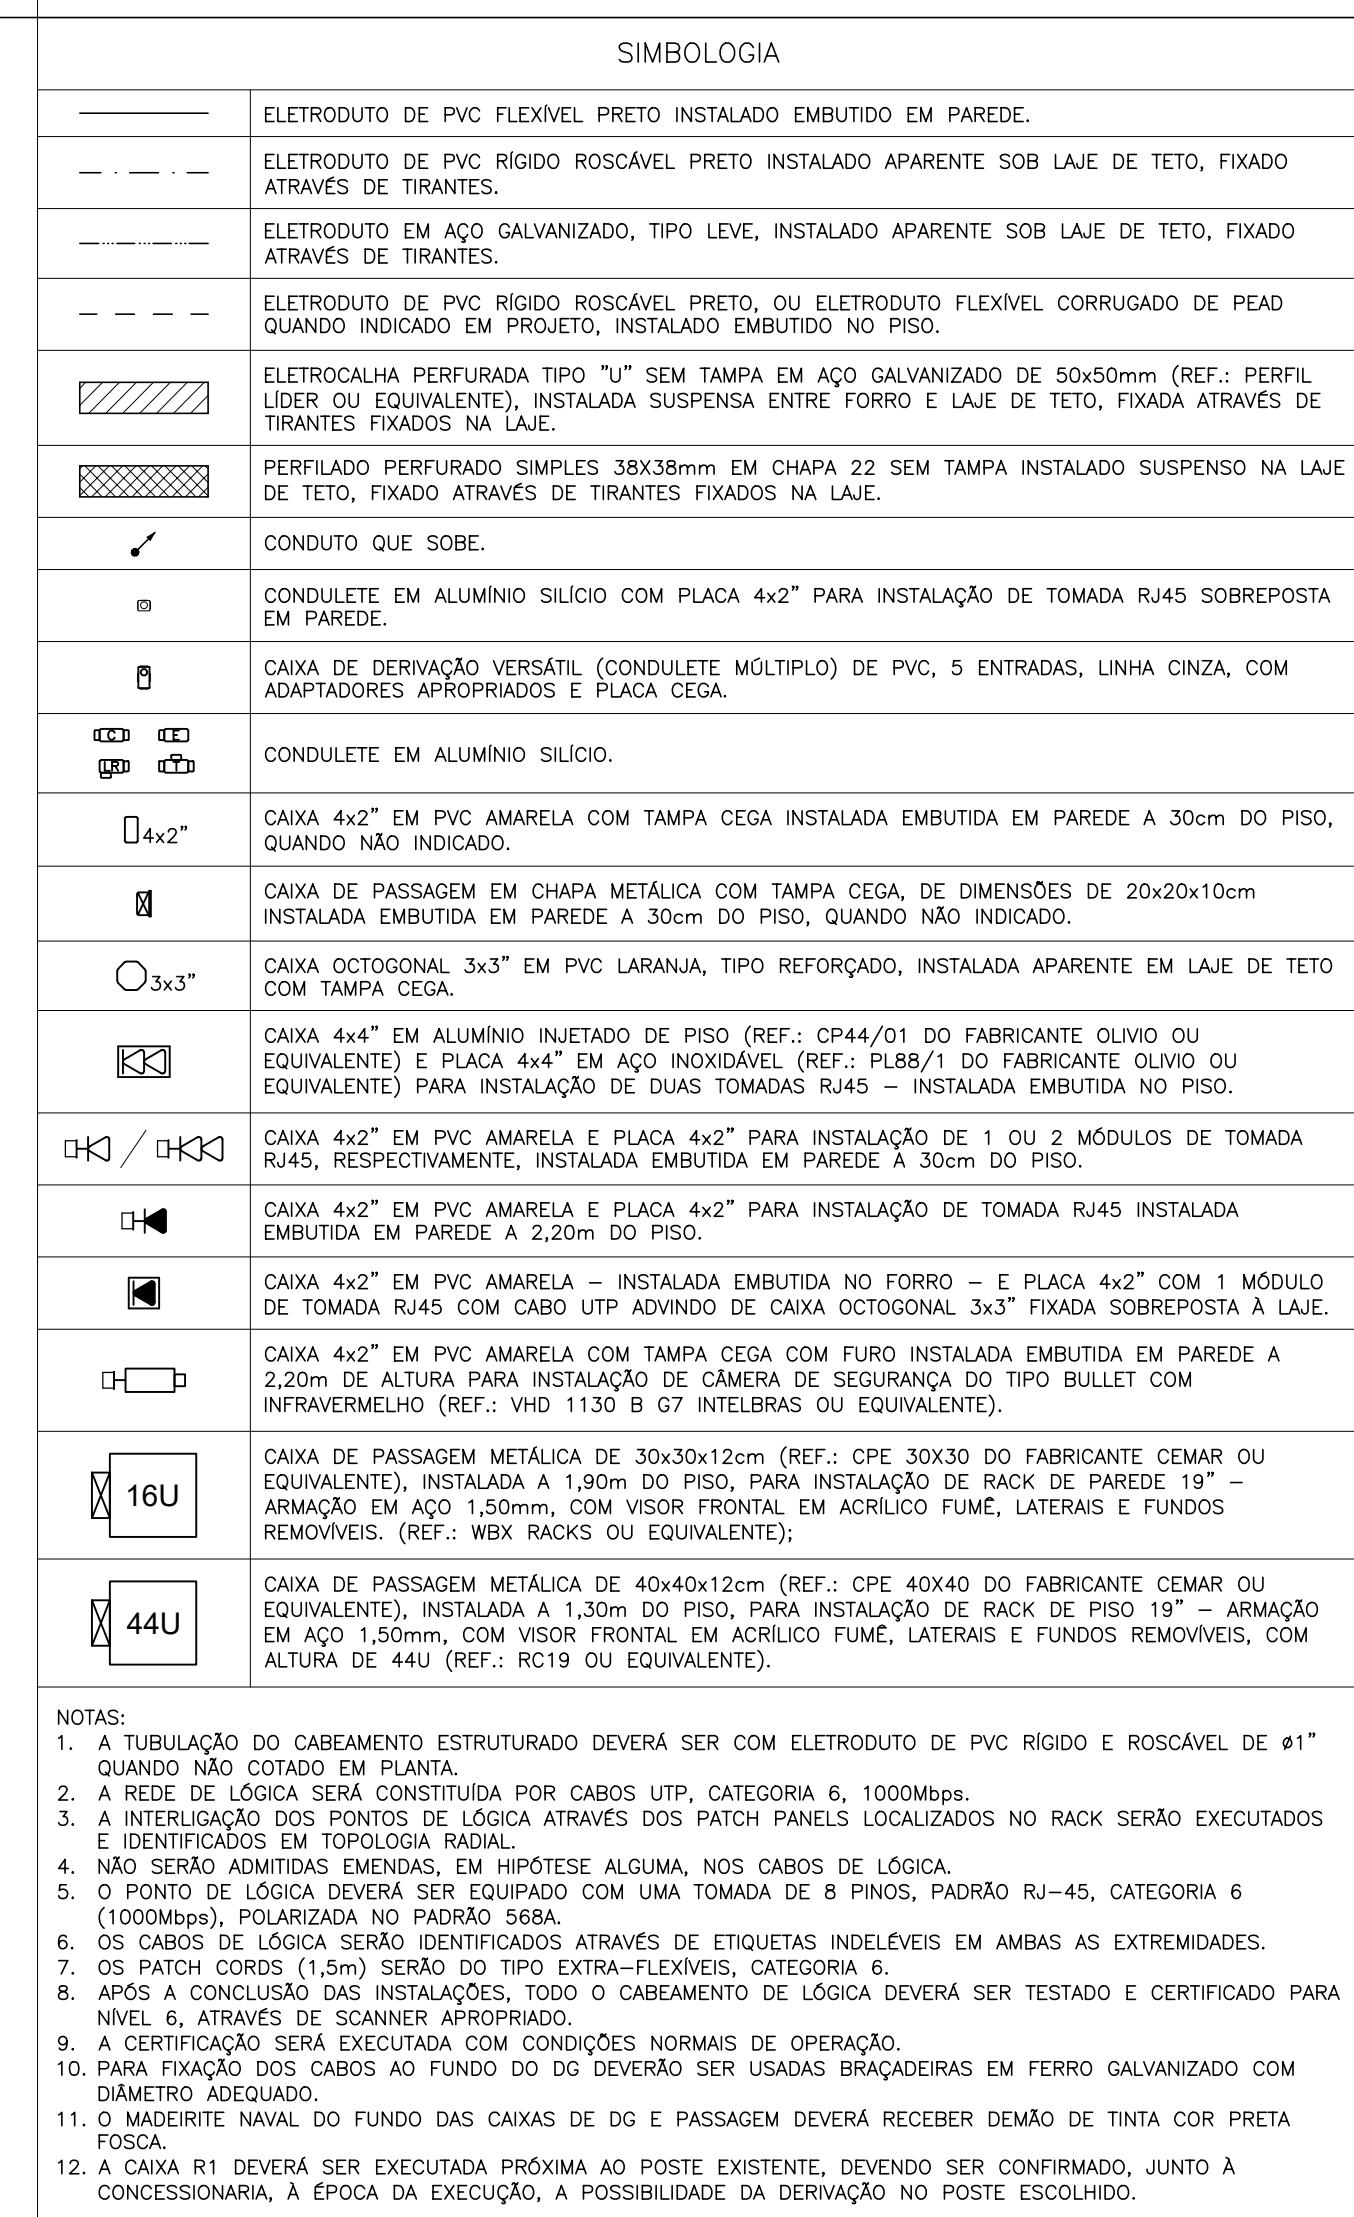 SIMBOLOGIA
ELETRODUTO DE PVC FLEXÍVEL PRETO INSTALADO EMBUTIDO EM PAREDE.
ELETRODUTO DE PVC RÍGIDO ROSCÁVEL PRETO INSTALADO APARENTE SOB LAJE DE TETO, FIXADO
ATRAVÉS DE TIRANTES.
ELETRODUTO EM AÇO GALVANIZADO, TIPO LEVE, INSTALADO APARENTE SOB LAJE DE TETO, FIXADO
ATRAVÉS DE TIRANTES.
ELETRODUTO DE PVC RÍGIDO ROSCÁVEL PRETO, OU ELETRODUTO FLEXÍVEL CORRUGADO DE PEAD
QUANDO INDICADO EM PROJETO, INSTALADO EMBUTIDO NO PISO.
ELETROCALHA PERFURADA TIPO "U" SEM TAMPA EM AÇO GALVANIZADO DE 50x50mm (REF.: PERFIL
LÍDER OU EQUIVALENTE), INSTALADA SUSPENSA ENTRE FORRO E LAJE DE TETO, FIXADA ATRAVÉS DE
TIRANTES FIXADOS NA LAJE.
PERFILADO PERFURADO SIMPLES 38X38mm EM CHAPA 22 SEM TAMPA INSTALADO SUSPENSO NA LAJE
DE TETO, FIXADO ATRAVÉS DE TIRANTES FIXADOS NA LAJE.
CONDUTO QUE SOBE.
CONDULETE EM ALUMÍNIO SILÍCIO COM PLACA 4x2" PARA INSTALAÇÃO DE TOMADA RJ45 SOBREPOSTA
EM PAREDE.
CAIXA DE DERIVAÇÃO VERSÁTIL (CONDULETE MÚLTIPLO) DE PVC, 5 ENTRADAS, LINHA CINZA, COM
ADAPTADORES APROPRIADOS E PLACA CEGA.
C E
LR T
CONDULETE EM ALUMÍNIO SILÍCIO.
4x2"
CAIXA 4x2" EM PVC AMARELA COM TAMPA CEGA INSTALADA EMBUTIDA EM PAREDE A 30cm DO PISO,
QUANDO NÃO INDICADO.
CAIXA DE PASSAGEM EM CHAPA METÁLICA COM TAMPA CEGA, DE DIMENSÕES DE 20x20x10cm
INSTALADA EMBUTIDA EM PAREDE A 30cm DO PISO, QUANDO NÃO INDICADO.
3x3"
CAIXA OCTOGONAL 3x3" EM PVC LARANJA, TIPO REFORÇADO, INSTALADA APARENTE EM LAJE DE TETO
COM TAMPA CEGA.
CAIXA 4x4" EM ALUMÍNIO INJETADO DE PISO (REF.: CP44/01 DO FABRICANTE OLIVIO OU
EQUIVALENTE) E PLACA 4x4" EM AÇO INOXIDÁVEL (REF.: PL88/1 DO FABRICANTE OLIVIO OU
EQUIVALENTE) PARA INSTALAÇÃO DE DUAS TOMADAS RJ45 – INSTALADA EMBUTIDA NO PISO.
CAIXA 4x2" EM PVC AMARELA E PLACA 4x2" PARA INSTALAÇÃO DE 1 OU 2 MÓDULOS DE TOMADA
RJ45, RESPECTIVAMENTE, INSTALADA EMBUTIDA EM PAREDE A 30cm DO PISO.
CAIXA 4x2" EM PVC AMARELA E PLACA 4x2" PARA INSTALAÇÃO DE TOMADA RJ45 INSTALADA
EMBUTIDA EM PAREDE A 2,20m DO PISO.
CAIXA 4x2" EM PVC AMARELA – INSTALADA EMBUTIDA NO FORRO – E PLACA 4x2" COM 1 MÓDULO
DE TOMADA RJ45 COM CABO UTP ADVINDO DE CAIXA OCTOGONAL 3x3" FIXADA SOBREPOSTA À LAJE.
CAIXA 4x2" EM PVC AMARELA COM TAMPA CEGA COM FURO INSTALADA EMBUTIDA EM PAREDE A
2,20m DE ALTURA PARA INSTALAÇÃO DE CÂMERA DE SEGURANÇA DO TIPO BULLET COM
INFRAVERMELHO (REF.: VHD 1130 B G7 INTELBRAS OU EQUIVALENTE).
16U
CAIXA DE PASSAGEM METÁLICA DE 30x30x12cm (REF.: CPE 30X30 DO FABRICANTE CEMAR OU
EQUIVALENTE), INSTALADA A 1,90m DO PISO, PARA INSTALAÇÃO DE RACK DE PAREDE 19" –
ARMAÇÃO EM AÇO 1,50mm, COM VISOR FRONTAL EM ACRÍLICO FUMÊ, LATERAIS E FUNDOS
REMOVÍVEIS. (REF.: WBX RACKS OU EQUIVALENTE);
44U
CAIXA DE PASSAGEM METÁLICA DE 40x40x12cm (REF.: CPE 40X40 DO FABRICANTE CEMAR OU
EQUIVALENTE), INSTALADA A 1,30m DO PISO, PARA INSTALAÇÃO DE RACK DE PISO 19" – ARMAÇÃO
EM AÇO 1,50mm, COM VISOR FRONTAL EM ACRÍLICO FUMÊ, LATERAIS E FUNDOS REMOVÍVEIS, COM
ALTURA DE 44U (REF.: RC19 OU EQUIVALENTE).
NOTAS:
1. A TUBULAÇÃO DO CABEAMENTO ESTRUTURADO DEVERÁ SER COM ELETRODUTO DE PVC RÍGIDO E ROSCÁVEL DE ø1"
QUANDO NÃO COTADO EM PLANTA.
2. A REDE DE LÓGICA SERÁ CONSTITUÍDA POR CABOS UTP, CATEGORIA 6, 1000Mbps.
3. A INTERLIGAÇÃO DOS PONTOS DE LÓGICA ATRAVÉS DOS PATCH PANELS LOCALIZADOS NO RACK SERÃO EXECUTADOS
E IDENTIFICADOS EM TOPOLOGIA RADIAL.
4. NÃO SERÃO ADMITIDAS EMENDAS, EM HIPÓTESE ALGUMA, NOS CABOS DE LÓGICA.
5. O PONTO DE LÓGICA DEVERÁ SER EQUIPADO COM UMA TOMADA DE 8 PINOS, PADRÃO RJ–45, CATEGORIA 6
(1000Mbps), POLARIZADA NO PADRÃO 568A.
6. OS CABOS DE LÓGICA SERÃO IDENTIFICADOS ATRAVÉS DE ETIQUETAS INDELÉVEIS EM AMBAS AS EXTREMIDADES.
7. OS PATCH CORDS (1,5m) SERÃO DO TIPO EXTRA–FLEXÍVEIS, CATEGORIA 6.
8. APÓS A CONCLUSÃO DAS INSTALAÇÕES, TODO O CABEAMENTO DE LÓGICA DEVERÁ SER TESTADO E CERTIFICADO PARA
NÍVEL 6, ATRAVÉS DE SCANNER APROPRIADO.
9. A CERTIFICAÇÃO SERÁ EXECUTADA COM CONDIÇÕES NORMAIS DE OPERAÇÃO.
10. PARA FIXAÇÃO DOS CABOS AO FUNDO DO DG DEVERÃO SER USADAS BRAÇADEIRAS EM FERRO GALVANIZADO COM
DIÂMETRO ADEQUADO.
11. O MADEIRITE NAVAL DO FUNDO DAS CAIXAS DE DG E PASSAGEM DEVERÁ RECEBER DEMÃO DE TINTA COR PRETA
FOSCA.
12. A CAIXA R1 DEVERÁ SER EXECUTADA PRÓXIMA AO POSTE EXISTENTE, DEVENDO SER CONFIRMADO, JUNTO À
CONCESSIONARIA, À ÉPOCA DA EXECUÇÃO, A POSSIBILIDADE DA DERIVAÇÃO NO POSTE ESCOLHIDO.